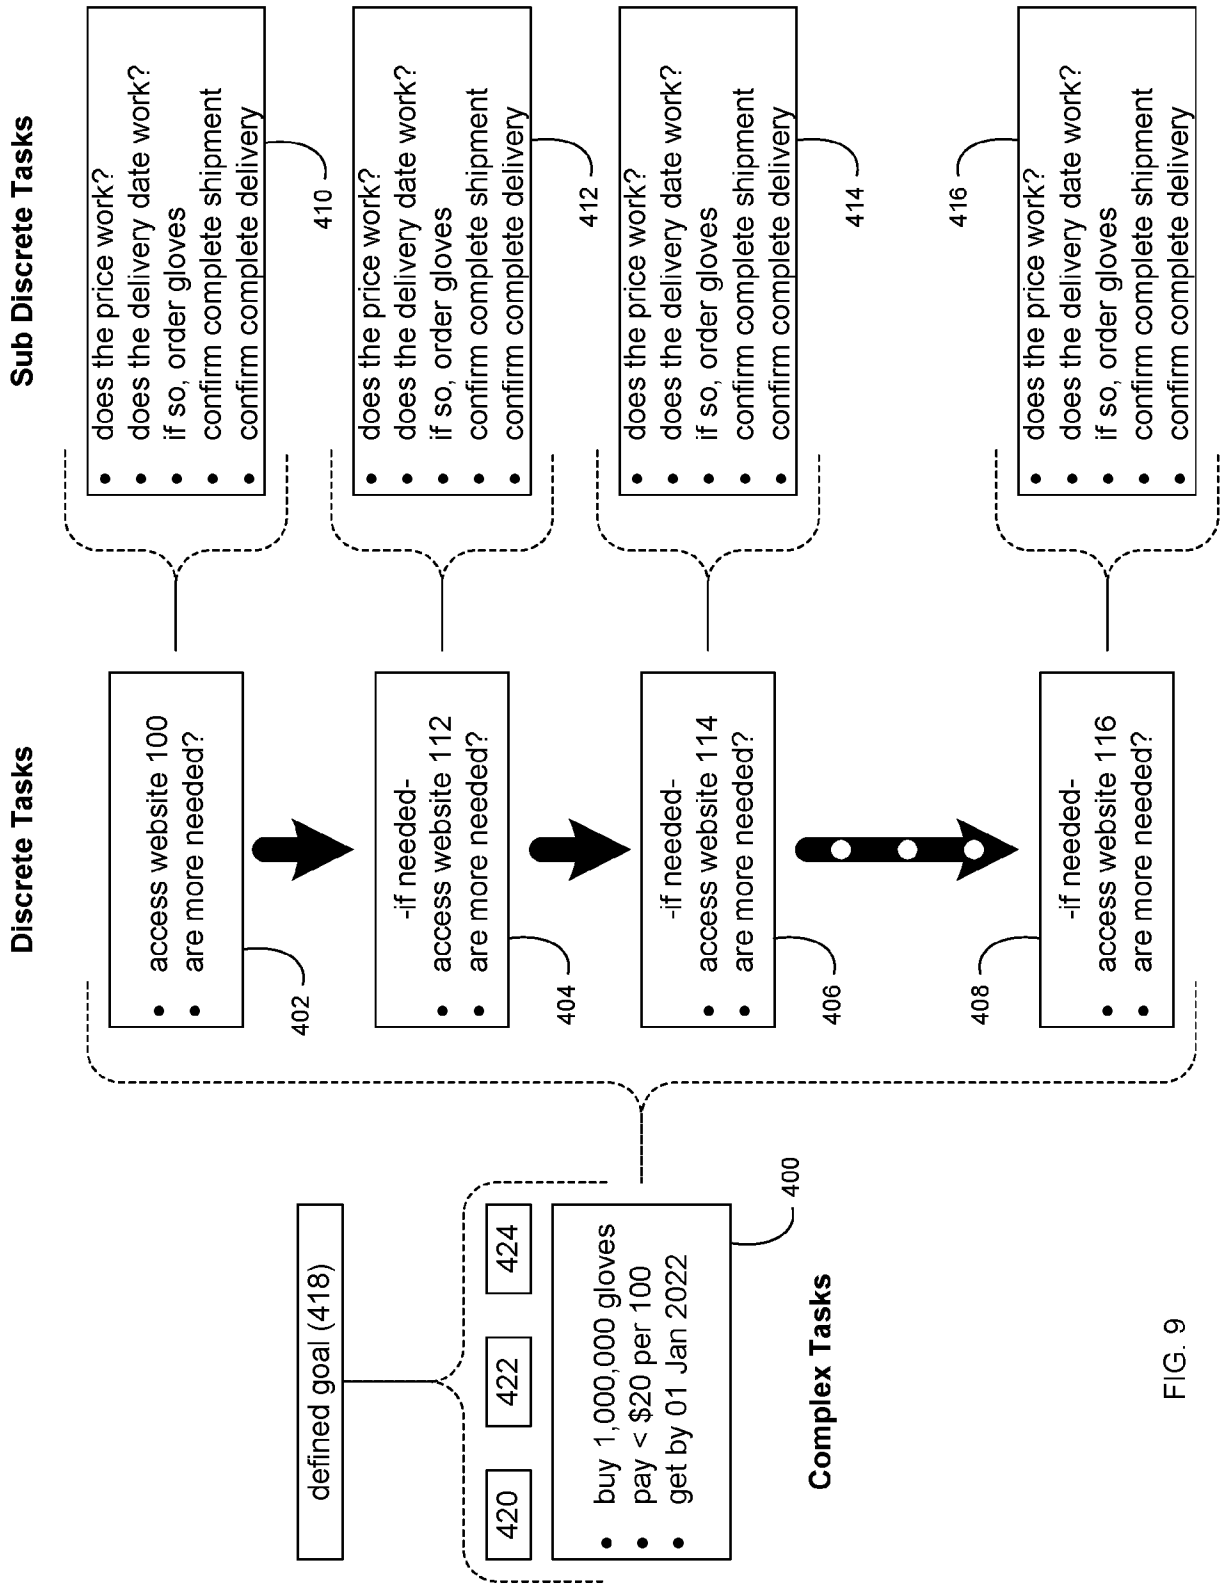 defined goal (418)
420
422
424
• buy 1,000,000 gloves
• pay < $20 per 100
• get by 01 Jan 2022
400
Complex Tasks
Discrete Tasks
• access website 100
• are more needed?
402
-if needed-
• access website 112
• are more needed?
404
-if needed-
• access website 114
• are more needed?
406
-if needed-
• access website 116
• are more needed?
408
Sub Discrete Tasks
• does the price work?
• does the delivery date work?
• if so, order gloves
• confirm complete shipment
• confirm complete delivery
410
• does the price work?
• does the delivery date work?
• if so, order gloves
• confirm complete shipment
• confirm complete delivery
412
• does the price work?
• does the delivery date work?
• if so, order gloves
• confirm complete shipment
• confirm complete delivery
414
• does the price work?
• does the delivery date work?
• if so, order gloves
• confirm complete shipment
• confirm complete delivery
416
FIG. 9